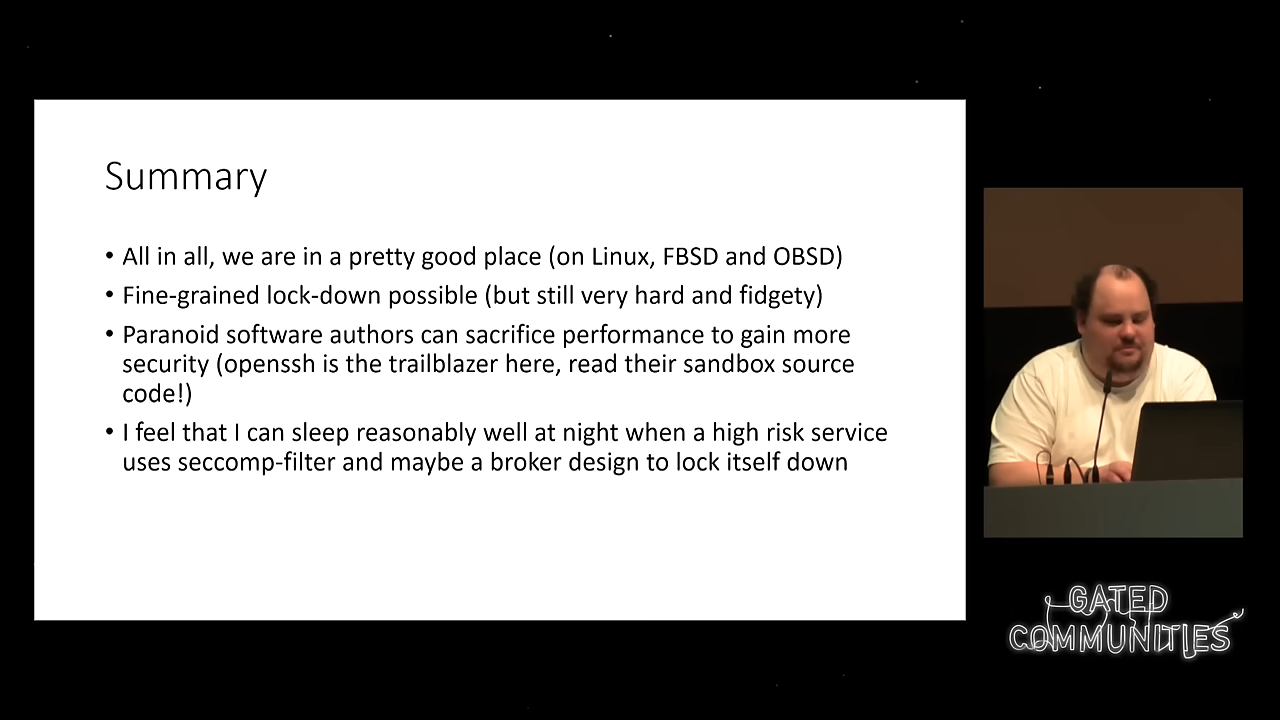 Summary
• All in all, we are in a pretty good place (on Linux, FBSD and OBSD)
• Fine-grained lock-down possible (but still very hard and fidgety)
• Paranoid software authors can sacrifice performance to gain more
security (openssh is the trailblazer here, read their sandbox source
code!)
• I feel that I can sleep reasonably well at night when a high risk service
uses seccomp-filter and maybe a broker design to lock itself down
GATED
COMMUNITIES